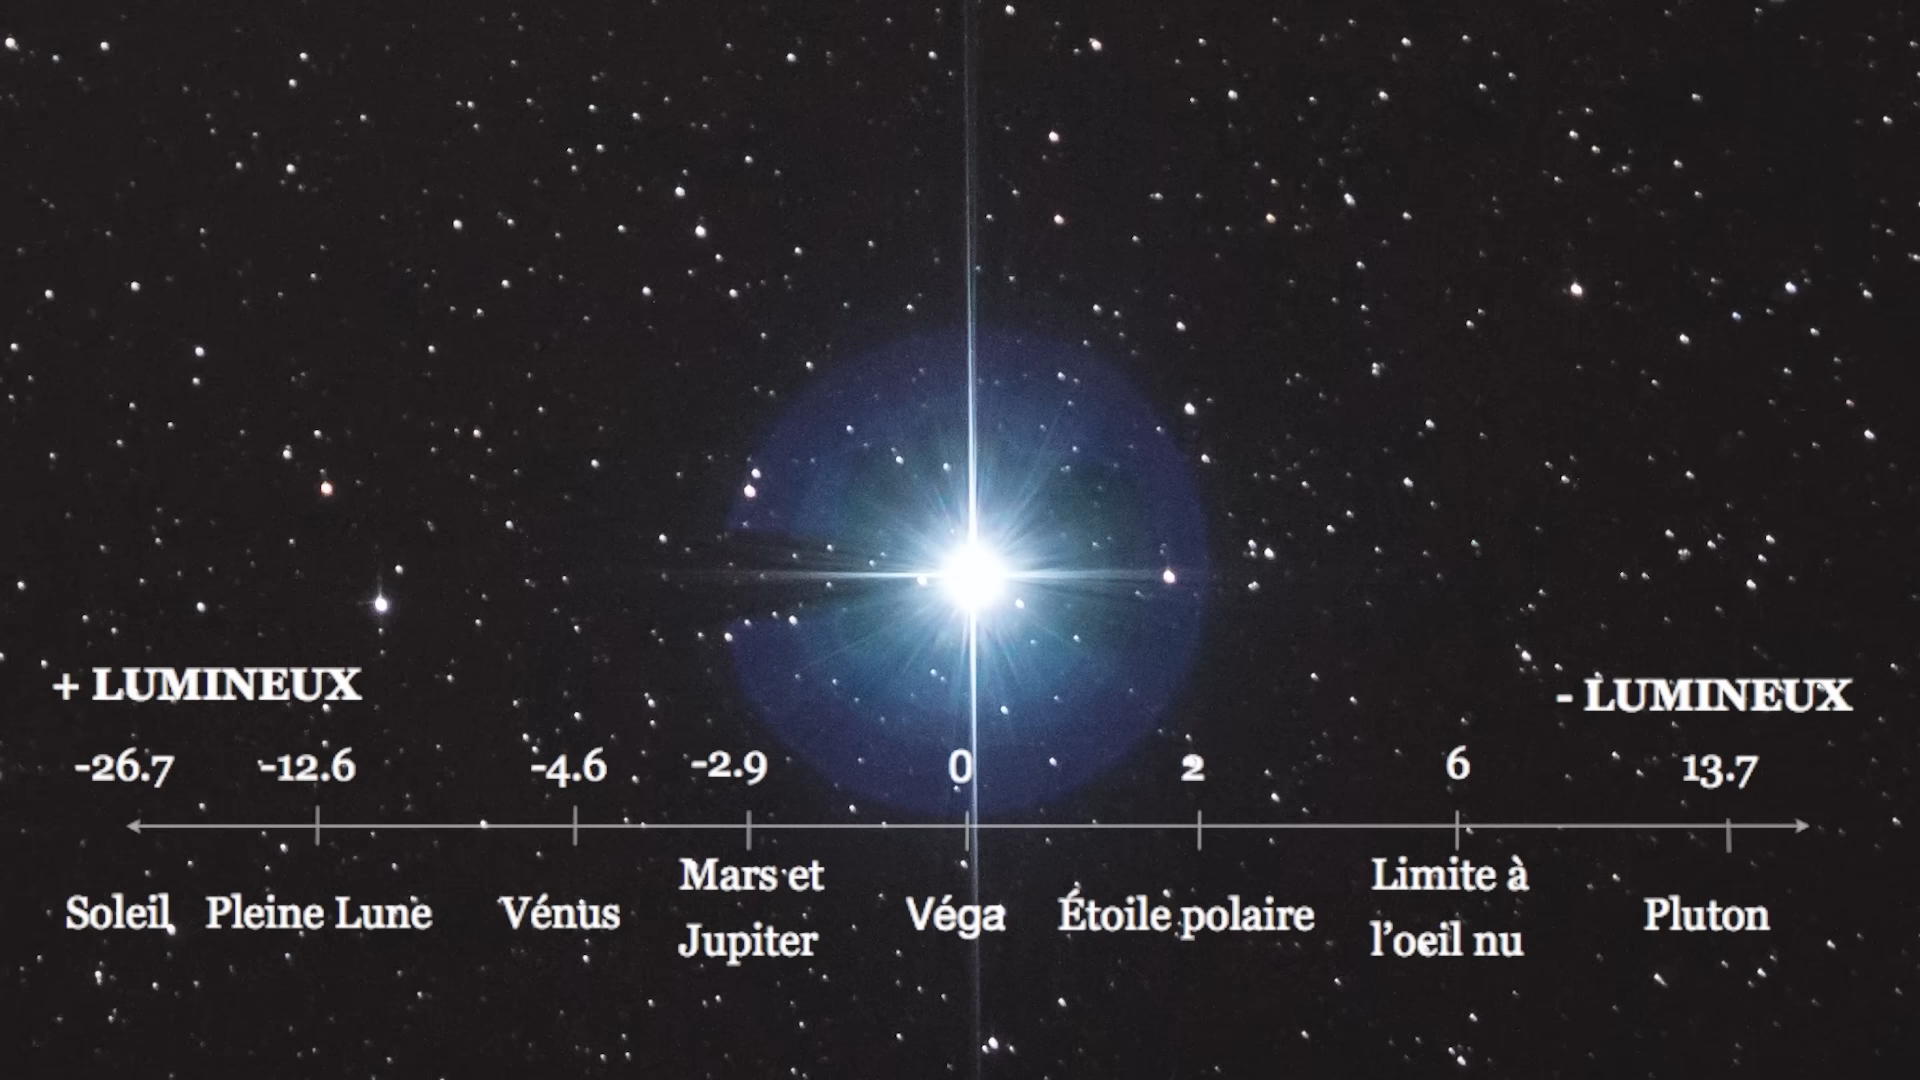 + LUMINEUX
- LUMINEUX
-26.7 -12.6 -4.6 -2.9 0 2 6 13.7
Soleil Pleine Lune Vénus Mars et Jupiter Véga Étoile polaire Limite à l'oeil nu Pluton